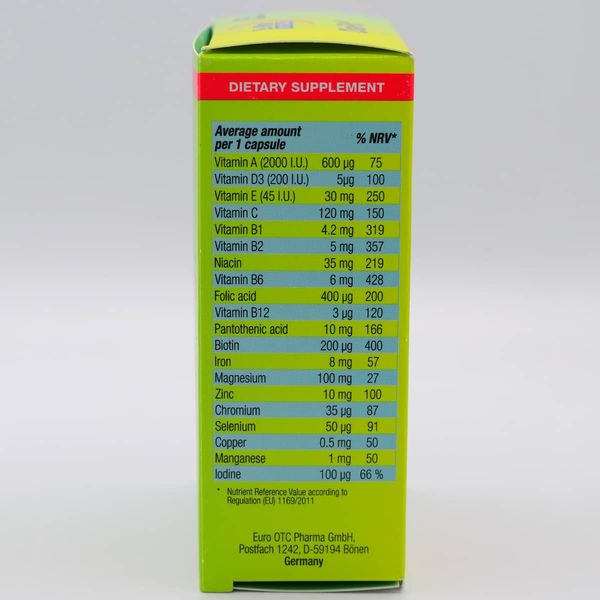 DIETARY SUPPLEMENT
Average amount
per 1 capsule % NRV*
Vitamin A (2000 I.U.) 600 µg 75
Vitamin D3 (200 I.U.) 5µg 100
Vitamin E (45 I.U.) 30 mg 250
Vitamin C 120 mg 150
Vitamin B1 4.2 mg 319
Vitamin B2 5 mg 357
Niacin 35 mg 219
Vitamin B6 6 mg 428
Folic acid 400 µg 200
Vitamin B12 3 µg 120
Pantothenic acid 10 mg 166
Biotin 200 µg 400
Iron 8 mg 57
Magnesium 100 mg 27
Zinc 10 mg 100
Chromium 35 µg 87
Selenium 50 µg 91
Copper 0.5 mg 50
Manganese 1 mg 50
Iodine 100 µg 66 %
* Nutrient Reference Value according to
Regulation (EU) 1169/2011
Euro OTC Pharma GmbH,
Postfach 1242, D-59194 Bönen
Germany